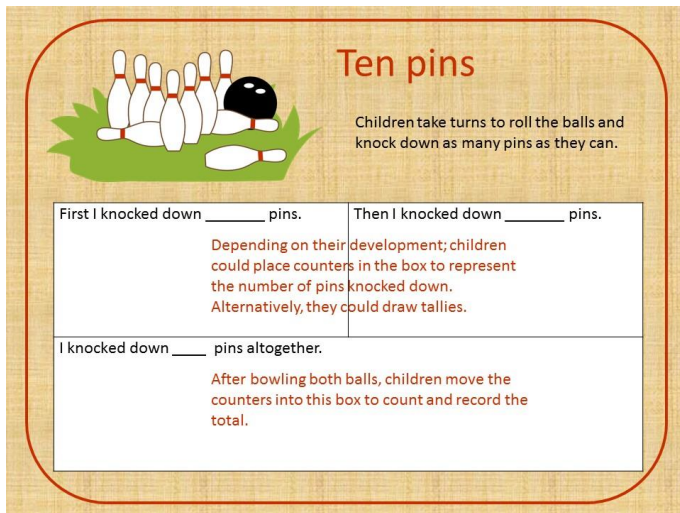 Ten pins
Children take turns to roll the balls and
knock down as many pins as they can.
First I knocked down _______ pins.
Then I knocked down _______ pins.
Depending on their development; children
could place counters in the box to represent
the number of pins knocked down.
Alternatively, they could draw tallies.
I knocked down ____ pins altogether.
After bowling both balls, children move the
counters into this box to count and record the
total.